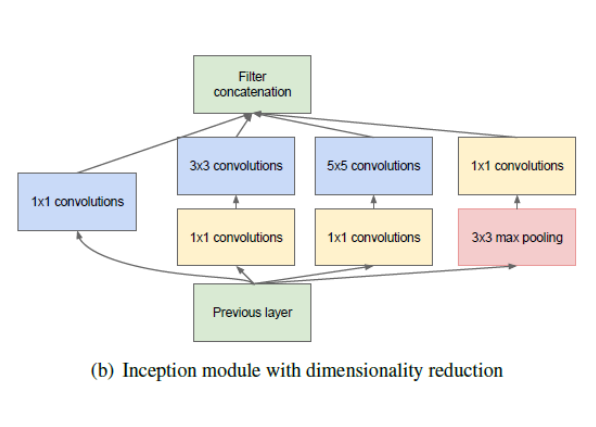 Filter
concatenation
3x3 convolutions
5x5 convolutions
1x1 convolutions
1x1 convolutions
1x1 convolutions
1x1 convolutions
3x3 max pooling
Previous layer
(b) Inception module with dimensionality reduction